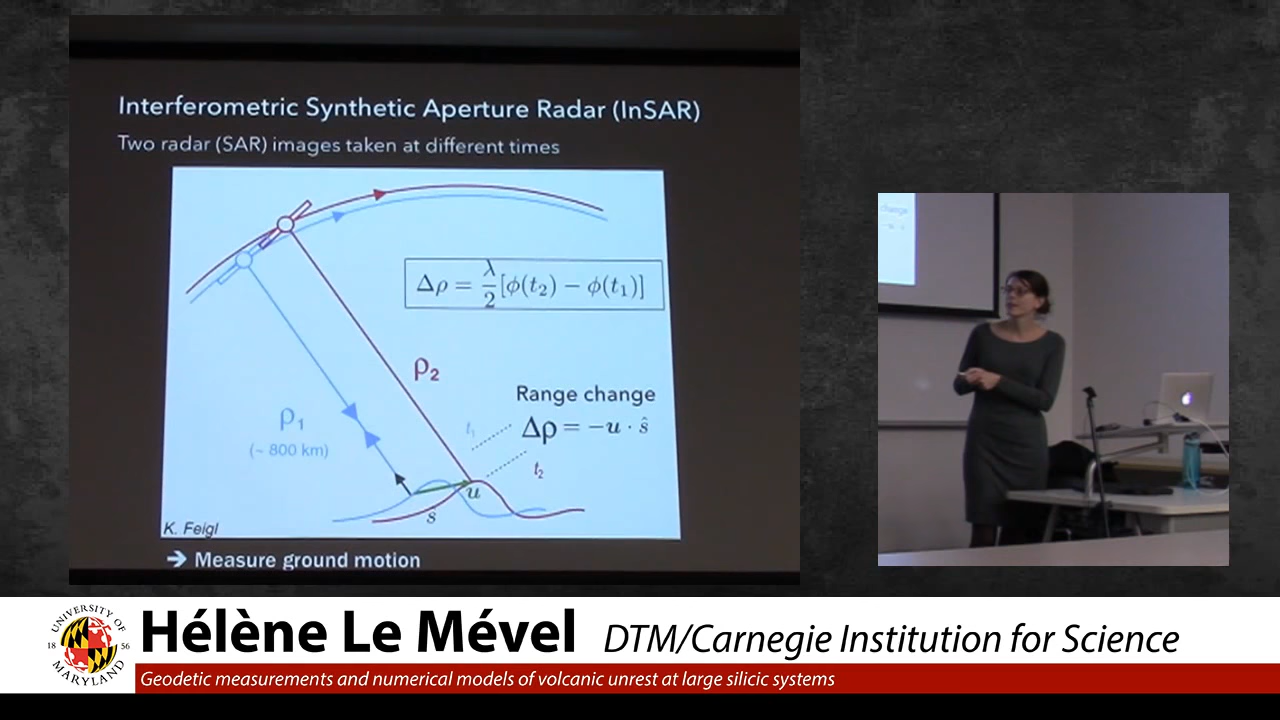 Interferometric Synthetic Aperture Radar (InSAR)
Two radar (SAR) images taken at different times
Δρ = λ/2 [ϕ(t₂) − ϕ(t₁)]
ρ₂
Range change
Δρ = −u · ŝ
ρ₁
(~ 800 km)
t₁
t₂
u
s
K. Feigl
➔ Measure ground motion
change
UNIVERSITY OF
18 56
MARYLAND
Hélène Le Mével DTM/Carnegie Institution for Science
Geodetic measurements and numerical models of volcanic unrest at large silicic systems